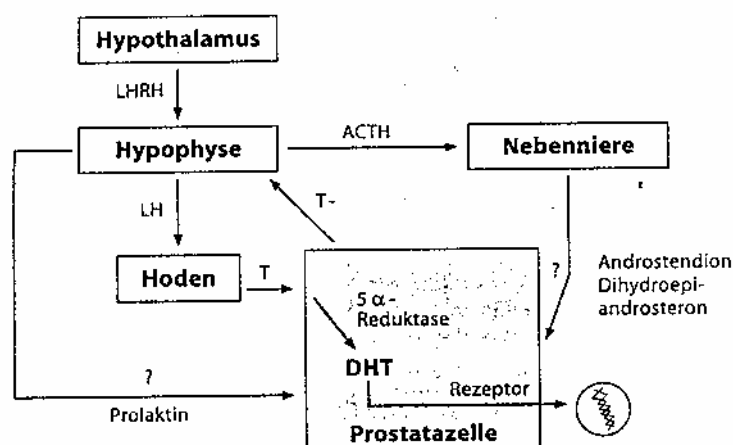 Hypothalamus
LHRH
Hypophyse
ACTH
Nebenniere
LH
T-
Hoden
T
5 α-
Reduktase
?
Androstendion
Dihydroepi-
androsteron
DHT
?
Prolaktin
Rezeptor
Prostatazelle